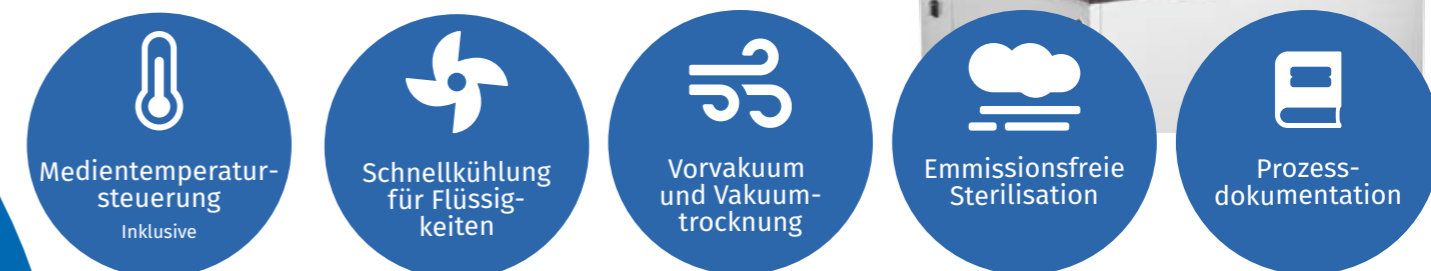 Medientemperatur-
steuerung
Inklusive
Schnellkühlung
für Flüssig-
keiten
Vorvakuum
und Vakuum-
trocknung
Emmissionsfreie
Sterilisation
Prozess-
dokumentation